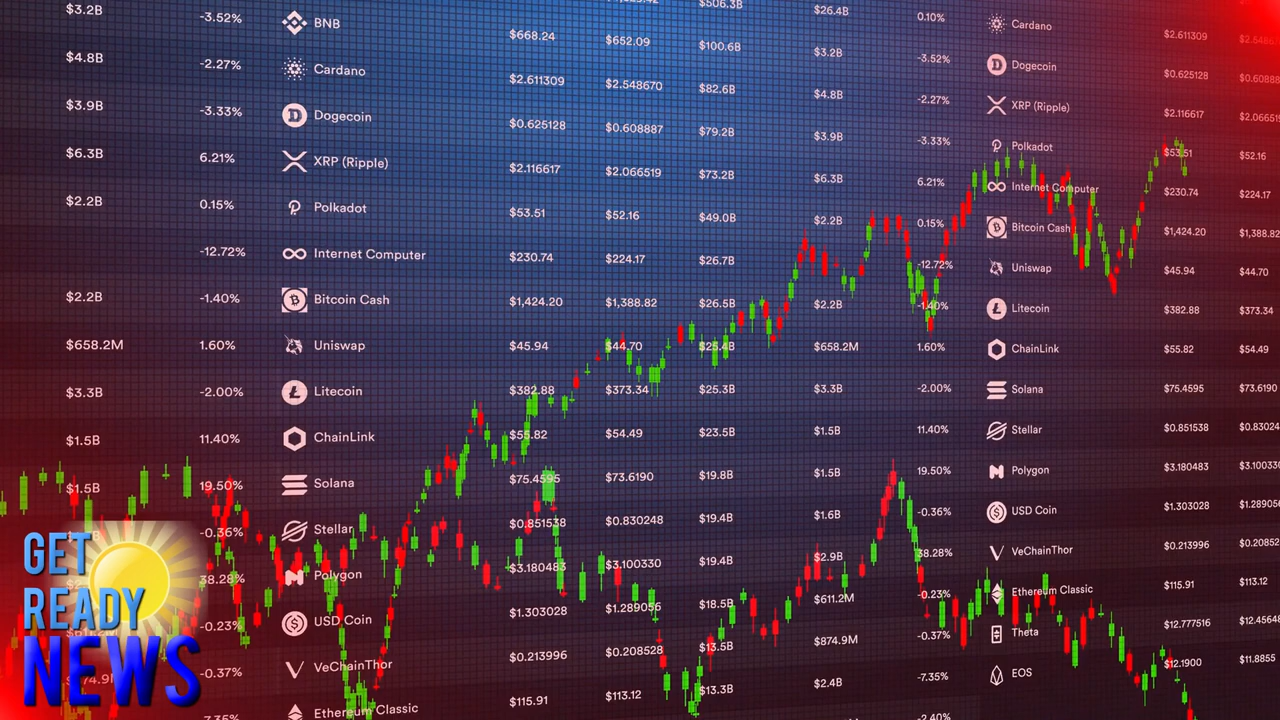 $506.3B $26.4B 0.10% Cardano $2.611309
$3.2B -3.52% BNB $668.24 $652.09 $100.6B $3.2B -3.52% Dogecoin $0.625128
$4.8B -2.27% Cardano $2.611309 $2.548670 $82.6B $4.8B -2.27% XRP (Ripple) $2.116617 $2.066519
$3.9B -3.33% Dogecoin $0.625128 $0.608887 $79.2B $3.9B -3.33% Polkadot $53.51 $52.16
$6.3B 6.21% XRP (Ripple) $2.116617 $2.066519 $73.2B $6.3B 6.21% Internet Computer $230.74 $224.17
$2.2B 0.15% Polkadot $53.51 $52.16 $49.0B $2.2B 0.15% Bitcoin Cash $1,424.20 $1,388.82
-12.72% Internet Computer $230.74 $224.17 $26.7B -12.72% Uniswap $45.94 $44.70
$2.2B -1.40% Bitcoin Cash $1,424.20 $1,388.82 $26.5B $2.2B -1.40% Litecoin $382.88 $373.34
$658.2M 1.60% Uniswap $45.94 $44.70 $25.4B $658.2M 1.60% ChainLink $55.82 $54.49
$3.3B -2.00% Litecoin $382.88 $373.34 $25.3B $3.3B -2.00% Solana $75.4595 $73.6190
$1.5B 11.40% ChainLink $55.82 $54.49 $23.5B $1.5B 11.40% Stellar $0.851538
$1.5B 19.50% Solana $75.4595 $73.6190 $19.8B $1.5B 19.50% Polygon $3.180483
-0.36% Stellar $0.851538 $0.830248 $19.4B $1.6B -0.36% USD Coin $1.303028
38.28% Polygon $3.180483 $3.100330 $19.4B $2.9B 38.28% VeChainThor $0.213996
-0.23% USD Coin $1.303028 $1.289056 $18.5B $611.2M -0.23% Ethereum Classic $115.91 $113.12
-0.37% VeChainThor $0.213996 $0.208528 $13.5B $874.9M -0.37% Theta $12.777516
Ethereum Classic $115.91 $113.12 $13.3B $2.4B -7.35% EOS $12.1900 $11.8855
GET
READY
NEWS